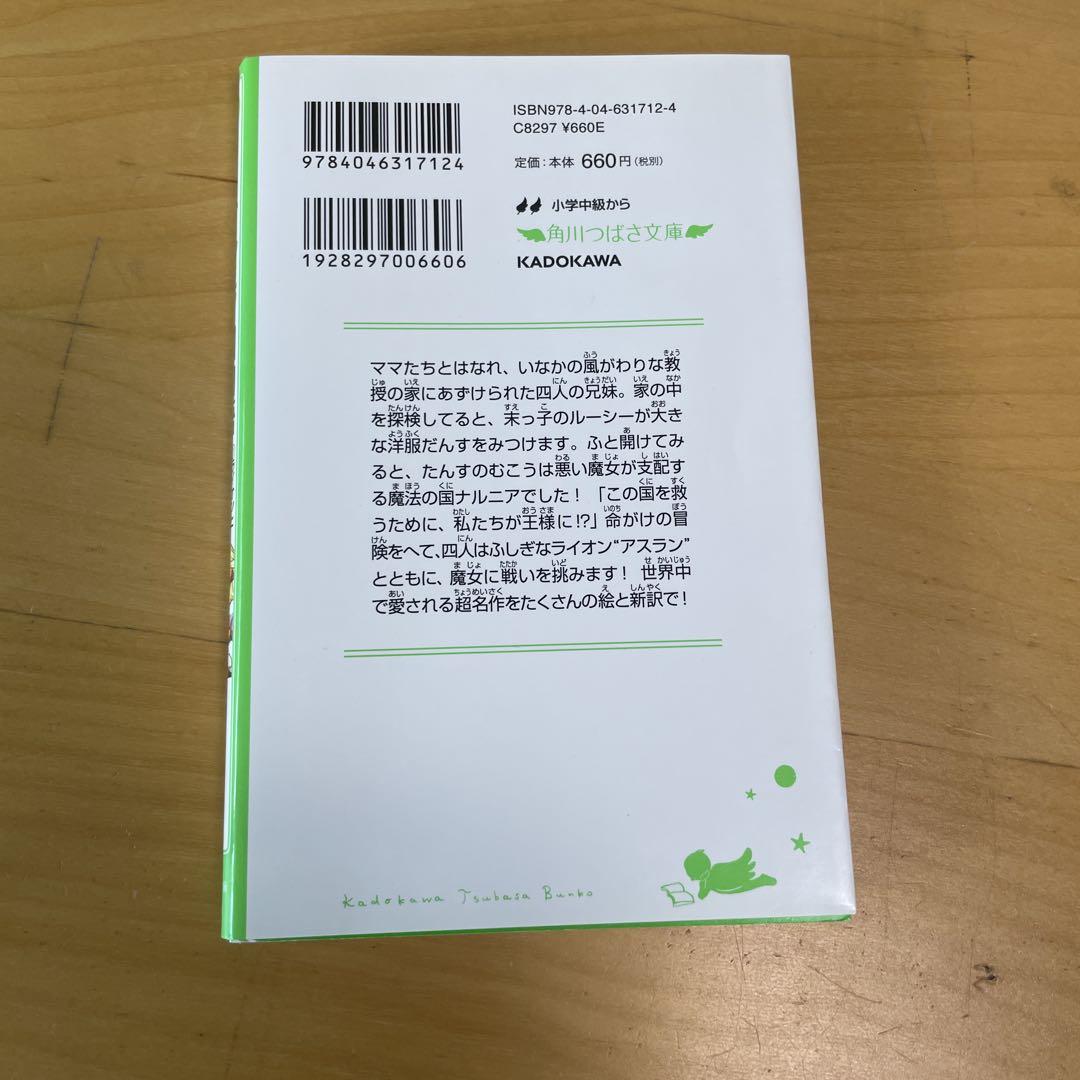 ISBN978-4-04-631712-4
C8297 ¥660E
9784046317124
定価：本体 660円（税別）
小学中級から
角川つばさ文庫
1928297006606
KADOKAWA
ママたちとはなれ、いなかの風がわりな教
授の家にあずけられた四人の兄妹。家の中
を探検してると、末っ子のルーシーが大き
な洋服だんすをみつけます。ふと開けてみ
ると、たんすのむこうは悪い魔女が支配す
る魔法の国ナルニアでした！「この国を救
うために、私たちが王様に!?」命がけの冒
険をへて、四人はふしぎなライオン“アスラン”
とともに、魔女に戦いを挑みます！ 世界中
で愛される超名作をたくさんの絵と新訳で！
Kadokawa Tsubasa Bunko